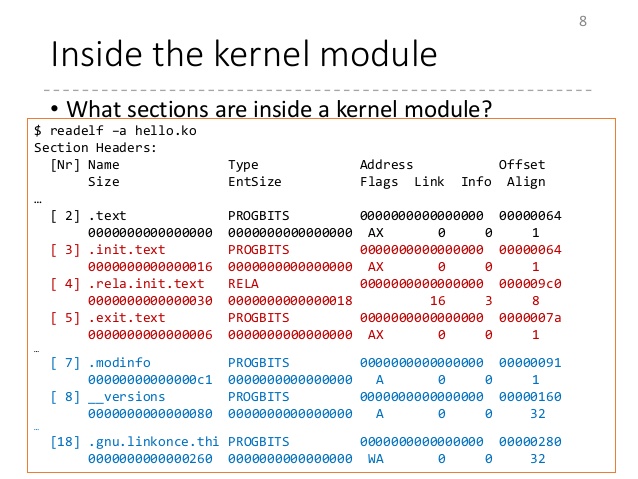 8
Inside the kernel module
• What sections are inside a kernel module?
$ readelf –a hello.ko
Section Headers:
[Nr] Name Type Address Offset
Size EntSize Flags Link Info Align
…
[ 2] .text PROGBITS 0000000000000000 00000064
0000000000000000 0000000000000000 AX 0 0 1
[ 3] .init.text PROGBITS 0000000000000000 00000064
0000000000000016 0000000000000000 AX 0 0 1
[ 4] .rela.init.text RELA 0000000000000000 000009c0
0000000000000030 0000000000000018 16 3 8
[ 5] .exit.text PROGBITS 0000000000000000 0000007a
0000000000000006 0000000000000000 AX 0 0 1
…
[ 7] .modinfo PROGBITS 0000000000000000 00000091
00000000000000c1 0000000000000000 A 0 0 1
[ 8] __versions PROGBITS 0000000000000000 00000160
0000000000000080 0000000000000000 A 0 0 32
…
[18] .gnu.linkonce.thi PROGBITS 0000000000000000 00000280
0000000000000260 0000000000000000 WA 0 0 32